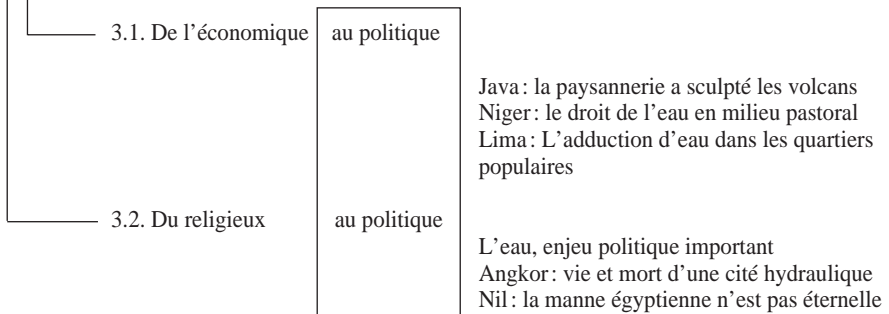 3.1. De l’économique au politique
Java : la paysannerie a sculpté les volcans
Niger : le droit de l’eau en milieu pastoral
Lima : L’adduction d’eau dans les quartiers
populaires
3.2. Du religieux au politique
L’eau, enjeu politique important
Angkor : vie et mort d’une cité hydraulique
Nil : la manne égyptienne n’est pas éternelle